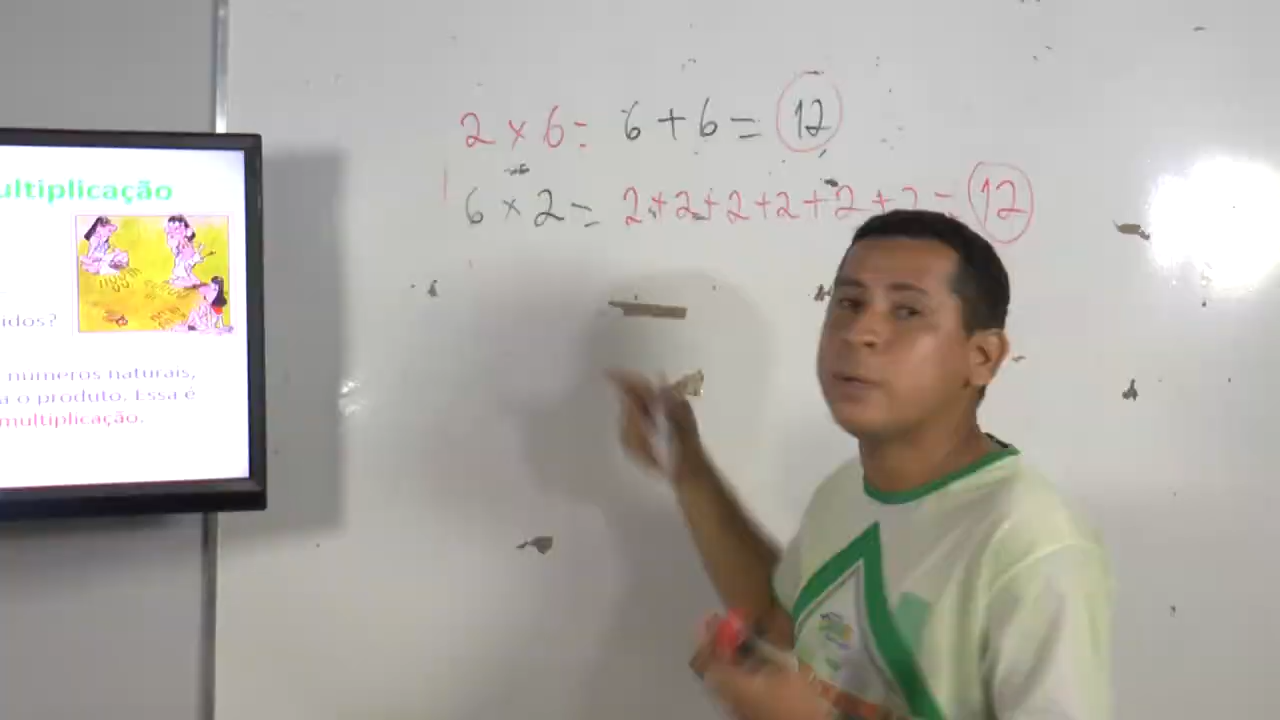 2 × 6 = 6 + 6 = 12
6 × 2 = 2 + 2 + 2 + 2 + 2 + 2 = 12
ultiplicação
idos?
números naturais,
a o produto. Essa é
multiplicação.